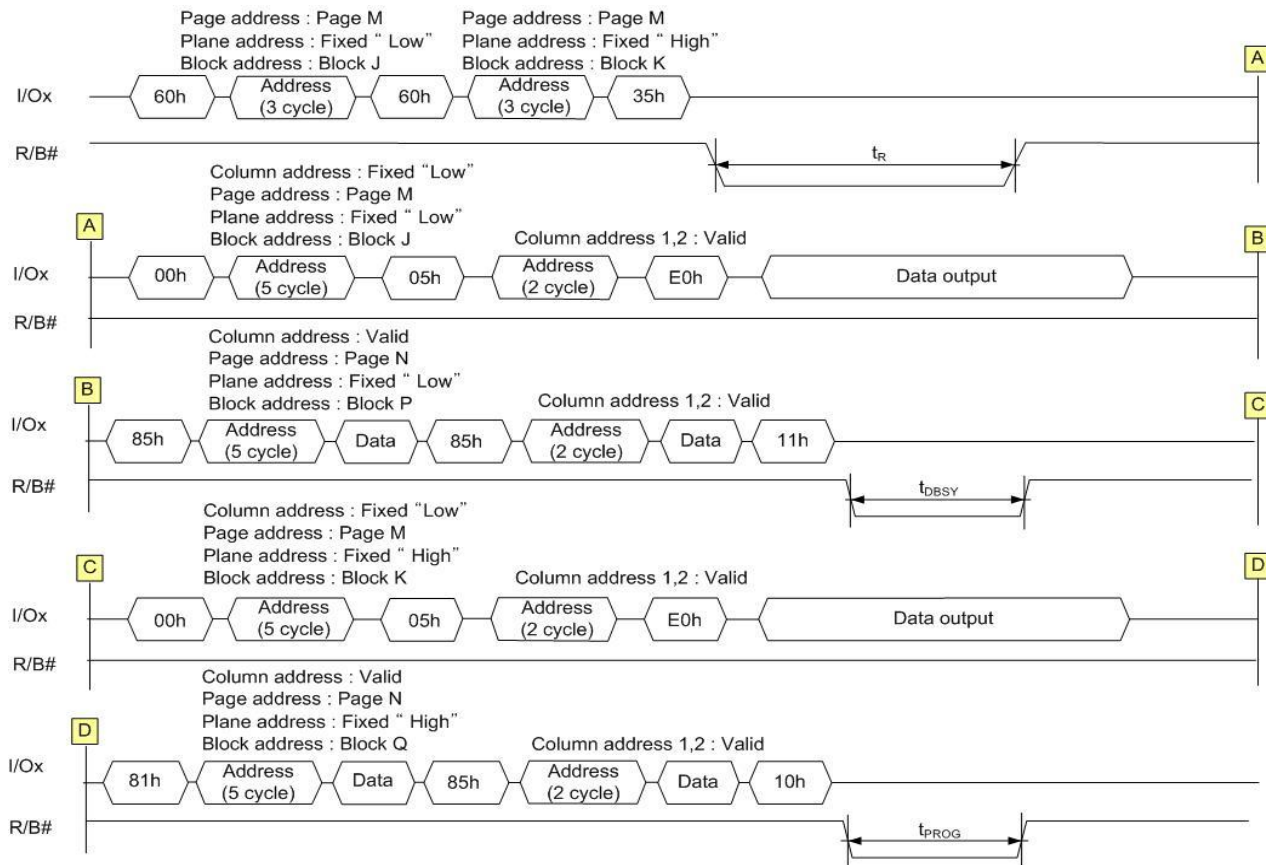 Page address : Page M
Plane address : Fixed “ Low”
Block address : Block J
Page address : Page M
Plane address : Fixed “ High”
Block address : Block K
A
I/Ox
60h
Address
(3 cycle)
60h
Address
(3 cycle)
35h
R/B#
tR
Column address : Fixed “Low”
Page address : Page M
Plane address : Fixed “ Low”
Block address : Block J
Column address 1,2 : Valid
A
B
I/Ox
00h
Address
(5 cycle)
05h
Address
(2 cycle)
E0h
Data output
R/B#
Column address : Valid
Page address : Page N
Plane address : Fixed “ Low”
Block address : Block P
Column address 1,2 : Valid
B
C
I/Ox
85h
Address
(5 cycle)
Data
85h
Address
(2 cycle)
Data
11h
R/B#
tDBSY
Column address : Fixed “Low”
Page address : Page M
Plane address : Fixed “ High”
Block address : Block K
Column address 1,2 : Valid
C
D
I/Ox
00h
Address
(5 cycle)
05h
Address
(2 cycle)
E0h
Data output
R/B#
Column address : Valid
Page address : Page N
Plane address : Fixed “ High”
Block address : Block Q
Column address 1,2 : Valid
D
I/Ox
81h
Address
(5 cycle)
Data
85h
Address
(2 cycle)
Data
10h
R/B#
tPROG